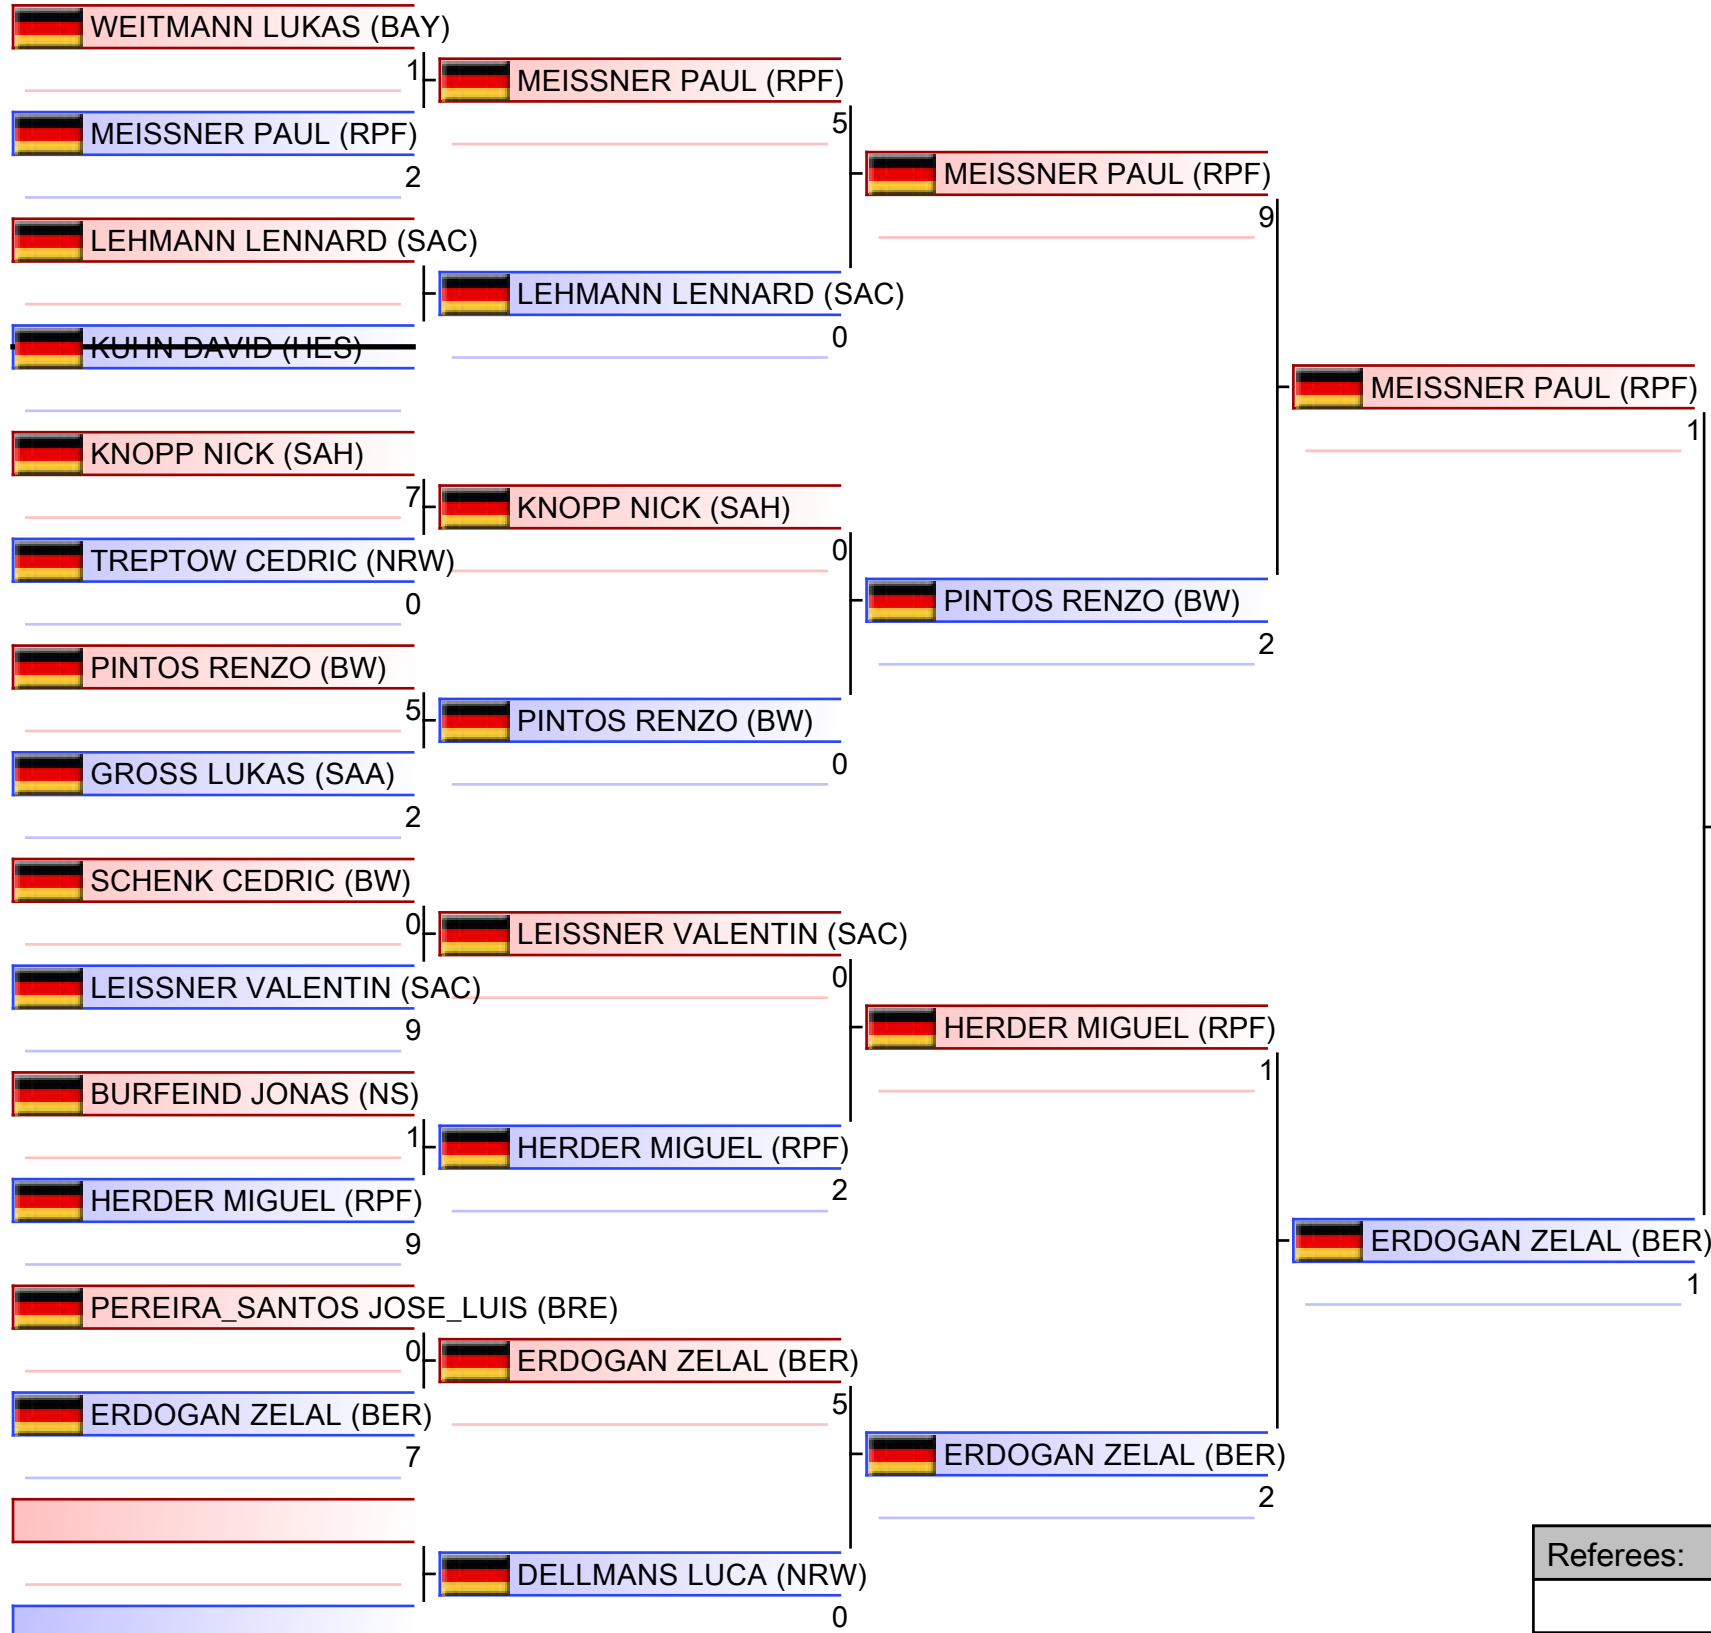 WEITMANN LUKAS (BAY)
1
MEISSNER PAUL (RPF)
2
LEHMANN LENNARD (SAC)
KUHN DAVID (HES)
KNOPP NICK (SAH)
7
TREPTOW CEDRIC (NRW)
0
PINTOS RENZO (BW)
5
GROSS LUKAS (SAA)
2
SCHENK CEDRIC (BW)
0
LEISSNER VALENTIN (SAC)
9
BURFEIND JONAS (NS)
1
HERDER MIGUEL (RPF)
9
PEREIRA_SANTOS JOSE_LUIS (BRE)
0
ERDOGAN ZELAL (BER)
7
MEISSNER PAUL (RPF)
5
LEHMANN LENNARD (SAC)
0
KNOPP NICK (SAH)
0
PINTOS RENZO (BW)
0
LEISSNER VALENTIN (SAC)
0
HERDER MIGUEL (RPF)
2
ERDOGAN ZELAL (BER)
5
DELLMANS LUCA (NRW)
0
MEISSNER PAUL (RPF)
9
PINTOS RENZO (BW)
2
HERDER MIGUEL (RPF)
1
ERDOGAN ZELAL (BER)
2
MEISSNER PAUL (RPF)
1
ERDOGAN ZELAL (BER)
1
Referees: